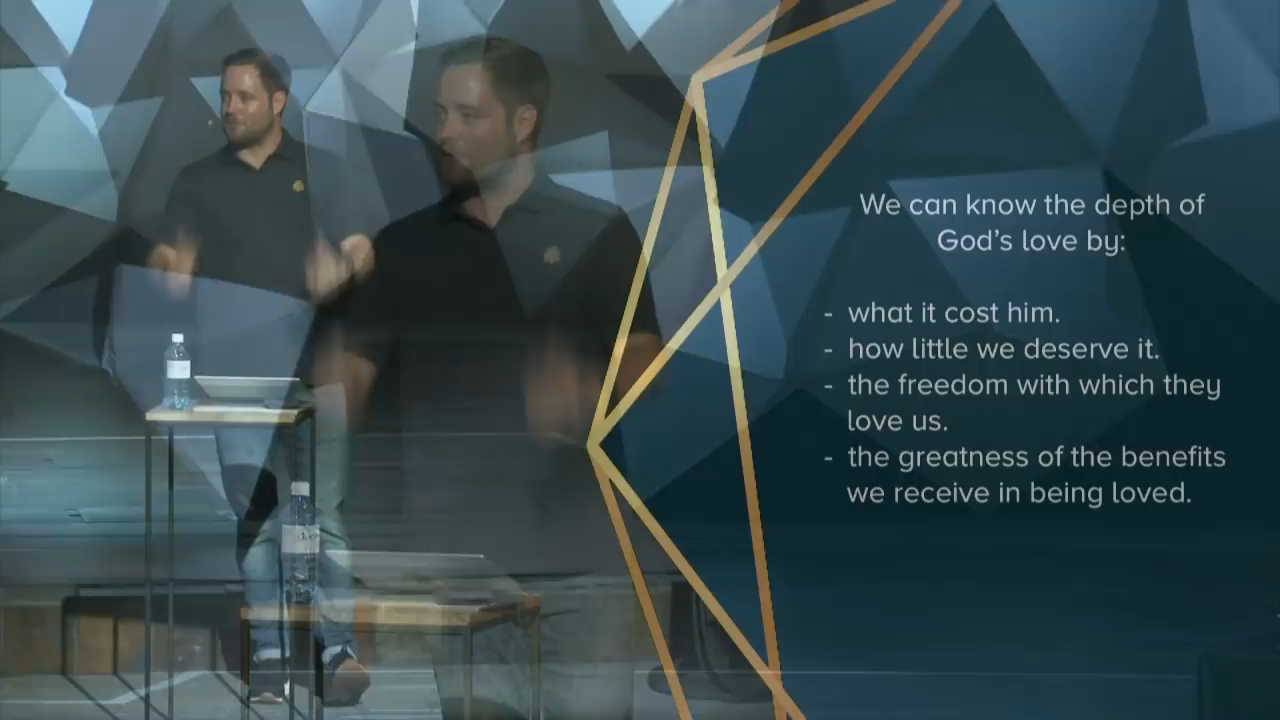 We can know the depth of
God's love by:
- what it cost him.
- how little we deserve it.
- the freedom with which they
love us.
- the greatness of the benefits
we receive in being loved.